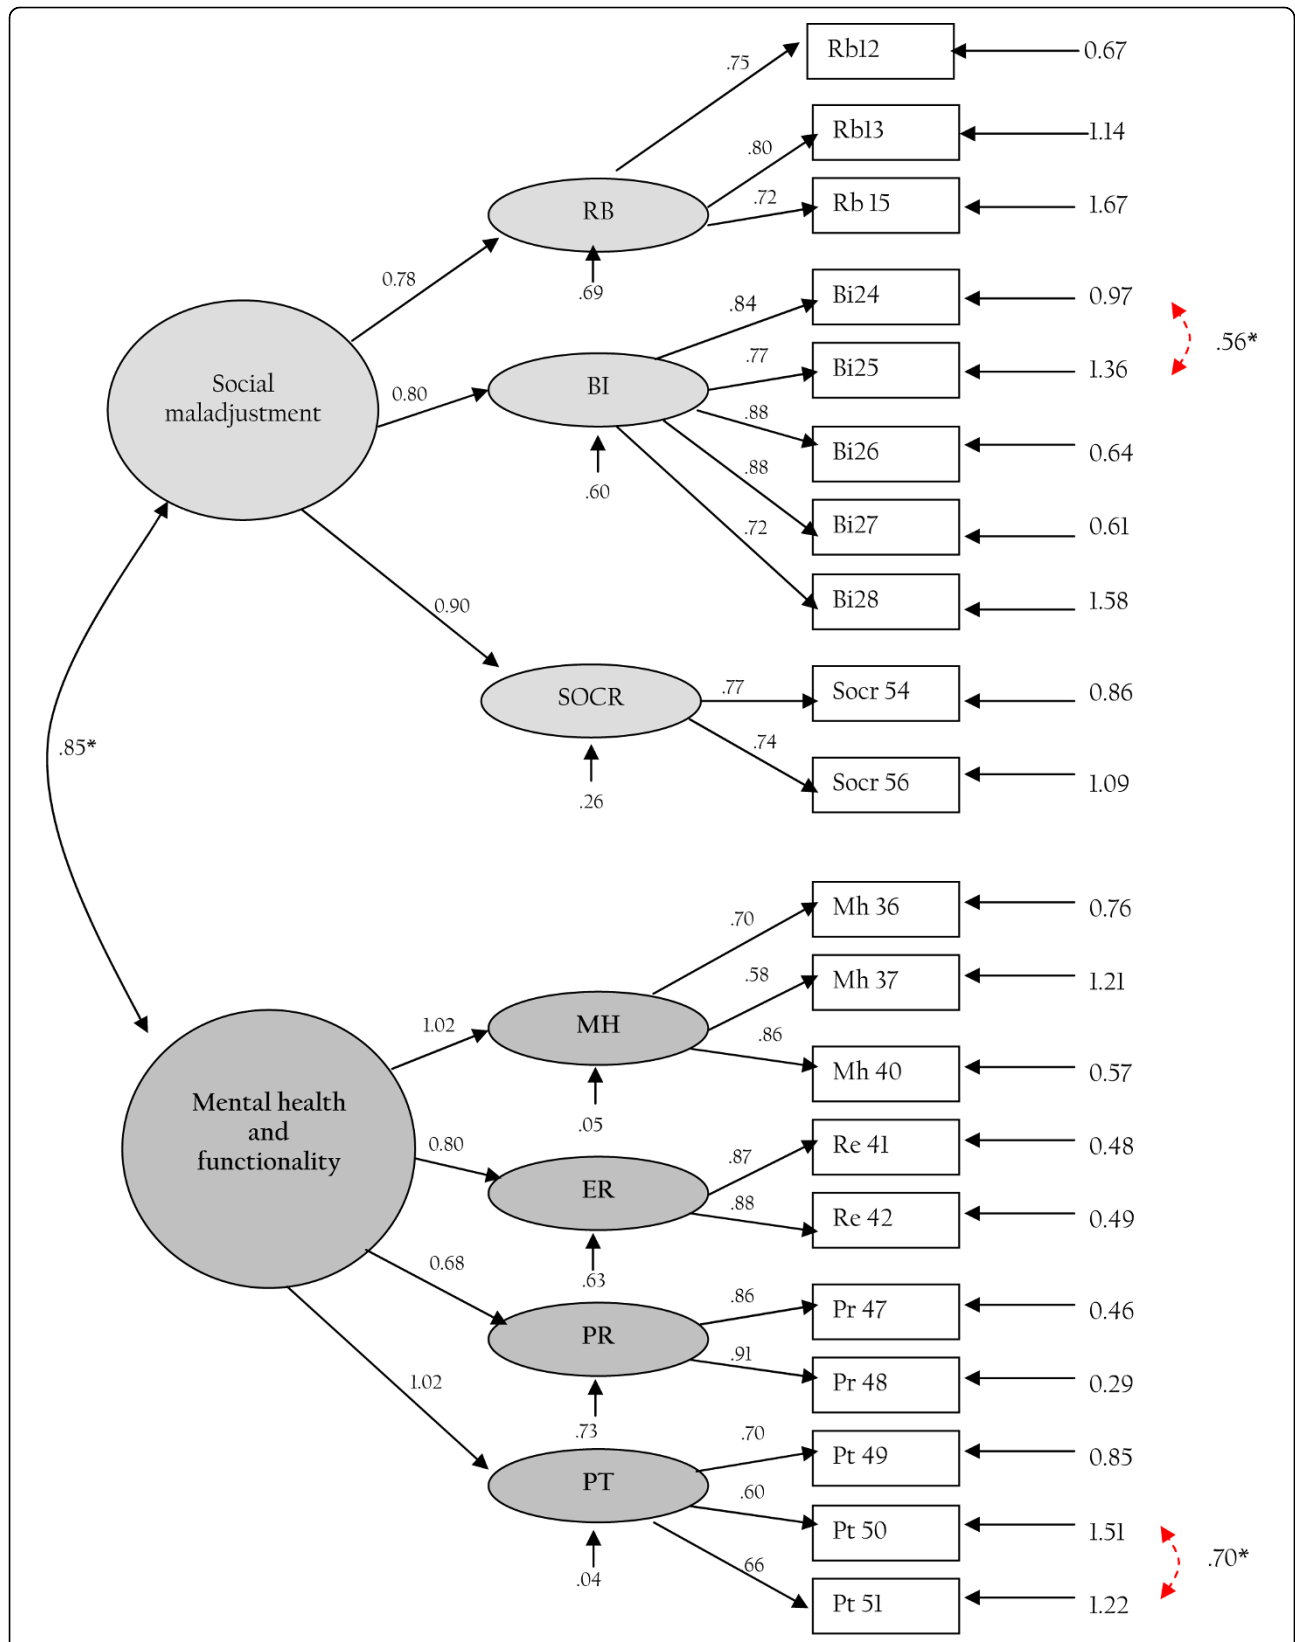 .75
Rb12
0.67
.80
Rb13
1.14
RB
.72
Rb 15
1.67
0.78
.69
.84
Bi24
0.97
.56*
Social
maladjustment
0.80
BI
.77
Bi25
1.36
.88
Bi26
0.64
.60
.88
Bi27
0.61
.72
Bi28
1.58
0.90
SOCR
.77
Socr 54
0.86
.85*
.26
.74
Socr 56
1.09
.70
Mh 36
0.76
1.02
MH
.58
Mh 37
1.21
.86
Mh 40
0.57
.05
Mental health
and
functionality
0.80
ER
.87
Re 41
0.48
.88
Re 42
0.49
.63
0.68
PR
.86
Pr 47
0.46
.91
Pr 48
0.29
.73
1.02
PT
.70
Pt 49
0.85
.60
Pt 50
1.51
.70*
.04
66
Pt 51
1.22